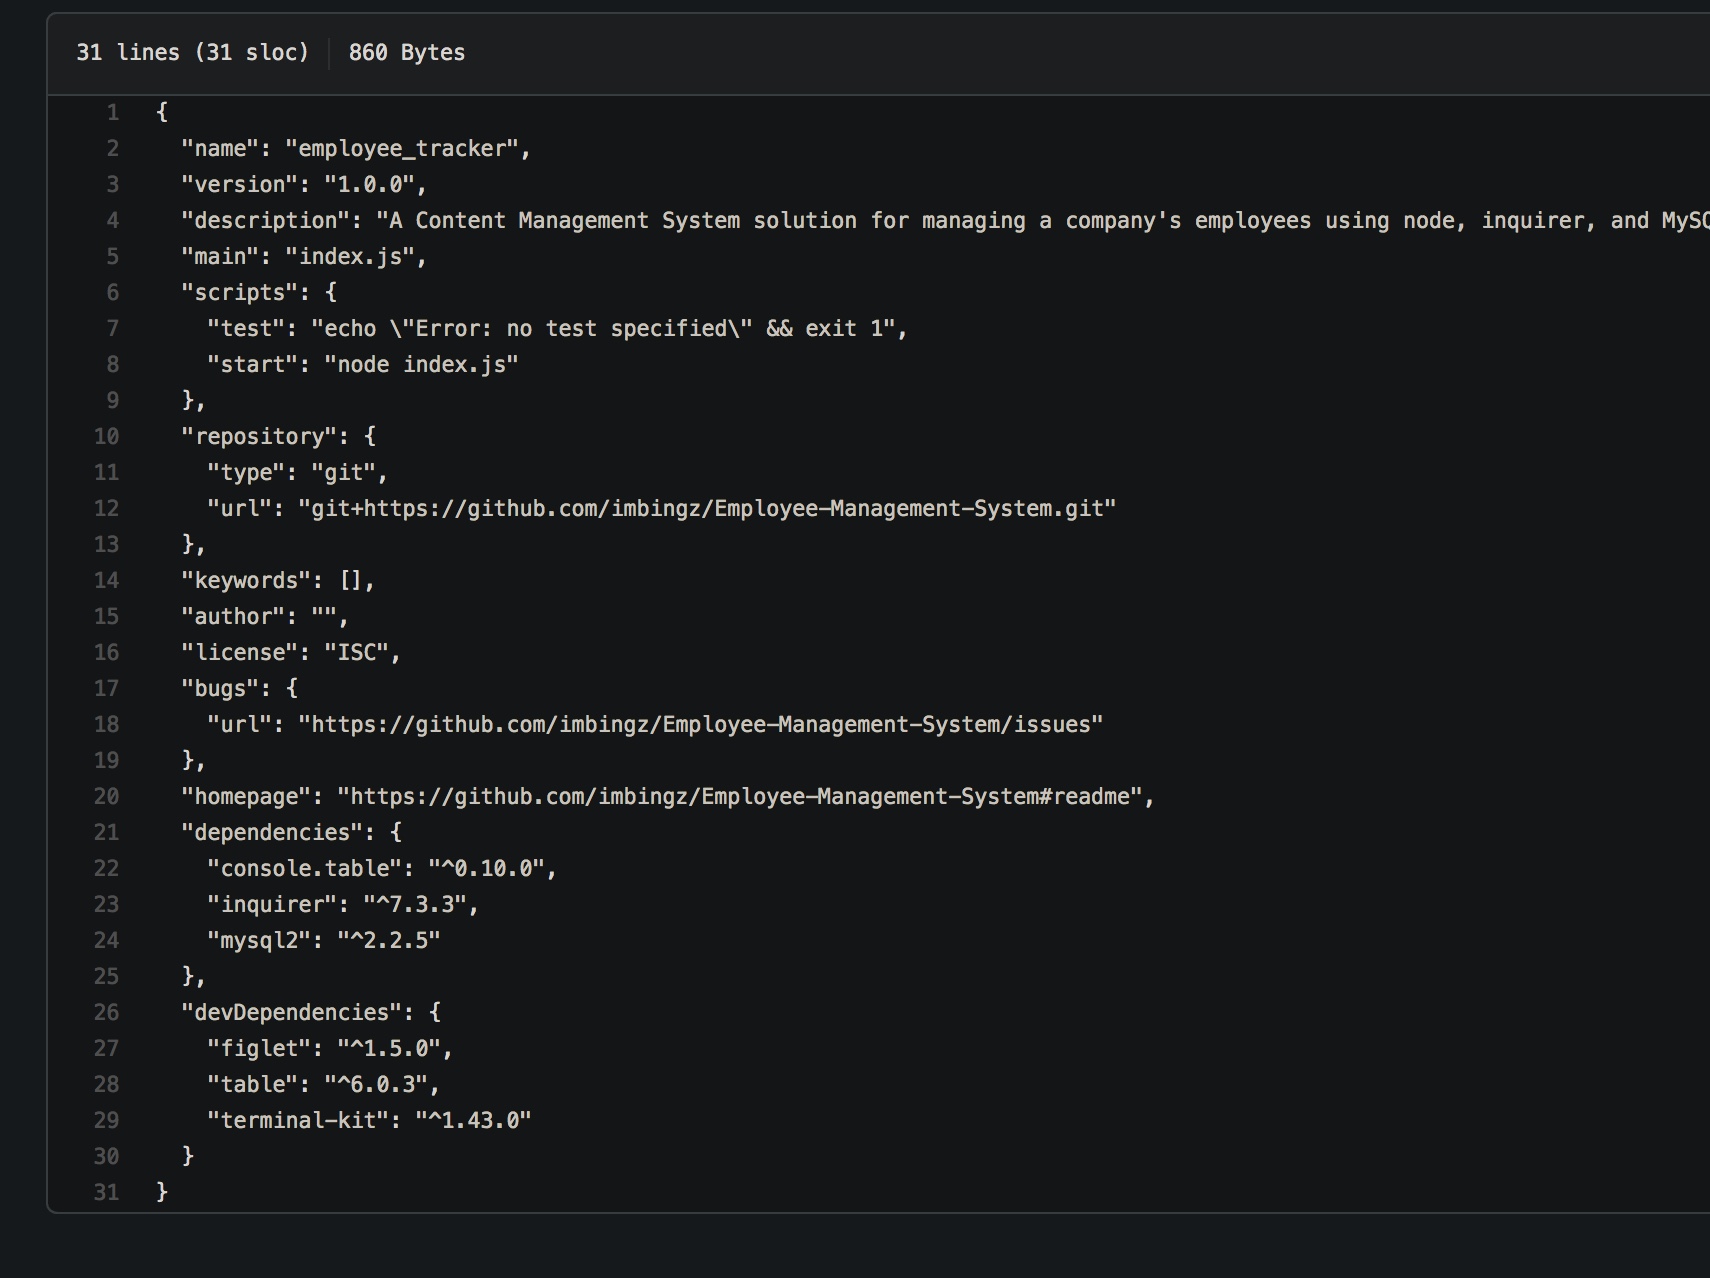 31 lines (31 sloc) 860 Bytes
1 {
2   "name": "employee_tracker",
3   "version": "1.0.0",
4   "description": "A Content Management System solution for managing a company's employees using node, inquirer, and MySQ
5   "main": "index.js",
6   "scripts": {
7     "test": "echo \"Error: no test specified\" && exit 1",
8     "start": "node index.js"
9   },
10   "repository": {
11     "type": "git",
12     "url": "git+https://github.com/imbingz/Employee-Management-System.git"
13   },
14   "keywords": [],
15   "author": "",
16   "license": "ISC",
17   "bugs": {
18     "url": "https://github.com/imbingz/Employee-Management-System/issues"
19   },
20   "homepage": "https://github.com/imbingz/Employee-Management-System#readme",
21   "dependencies": {
22     "console.table": "^0.10.0",
23     "inquirer": "^7.3.3",
24     "mysql2": "^2.2.5"
25   },
26   "devDependencies": {
27     "figlet": "^1.5.0",
28     "table": "^6.0.3",
29     "terminal-kit": "^1.43.0"
30   }
31 }